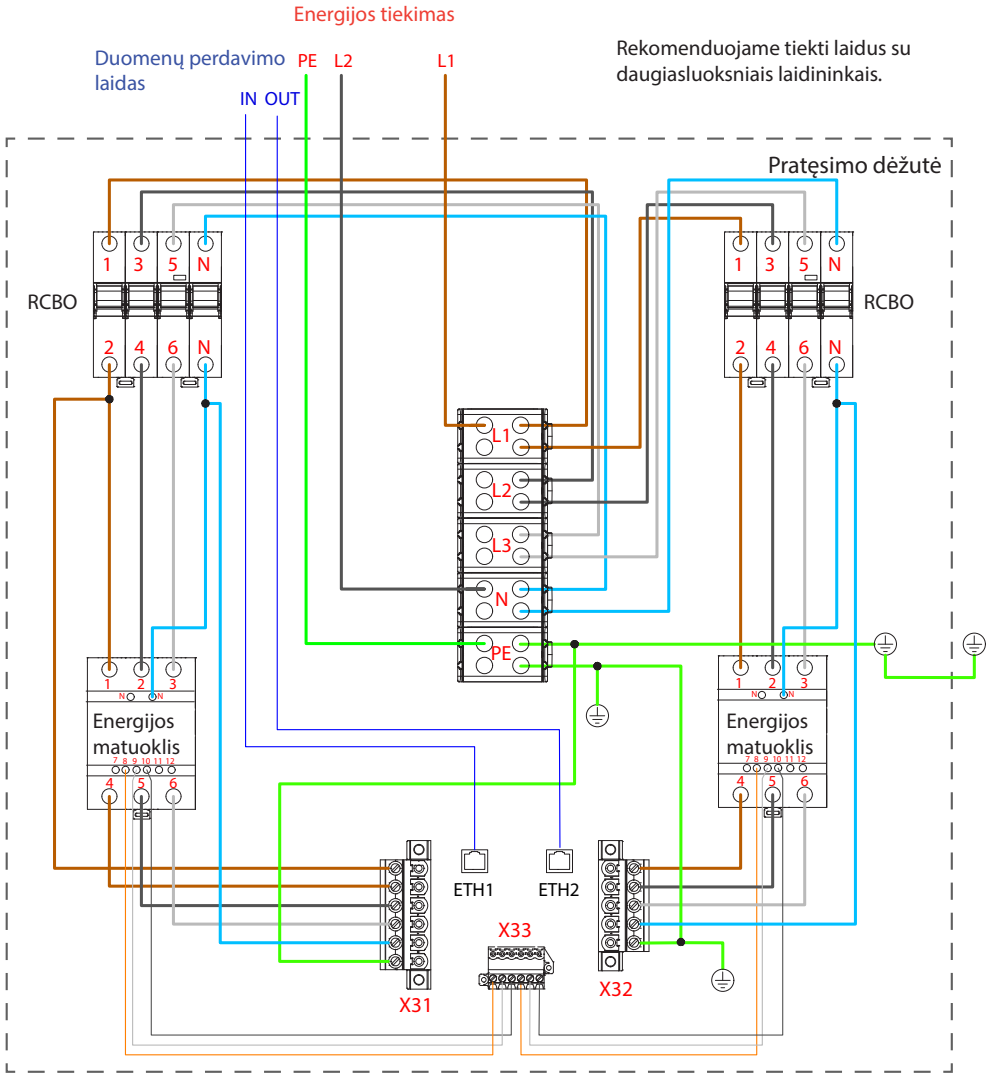 Energijos tiekimas
Duomenų perdavimo
laidas
PE L2 L1
Rekomenduojame tiekti laidus su
daugiasluoksniais laidininkais.
IN OUT
Pratęsimo dėžutė
1 3 5 N
RCBO
2 4 6 N
1 3 5 N
RCBO
2 4 6 N
L1
L2
L3
N
PE
1 2 3
N N
Energijos
matuoklis
7 8 9 10 11 12
4 5 6
1 2 3
N N
Energijos
matuoklis
7 8 9 10 11 12
4 5 6
ETH1 ETH2
X33
X31
X32